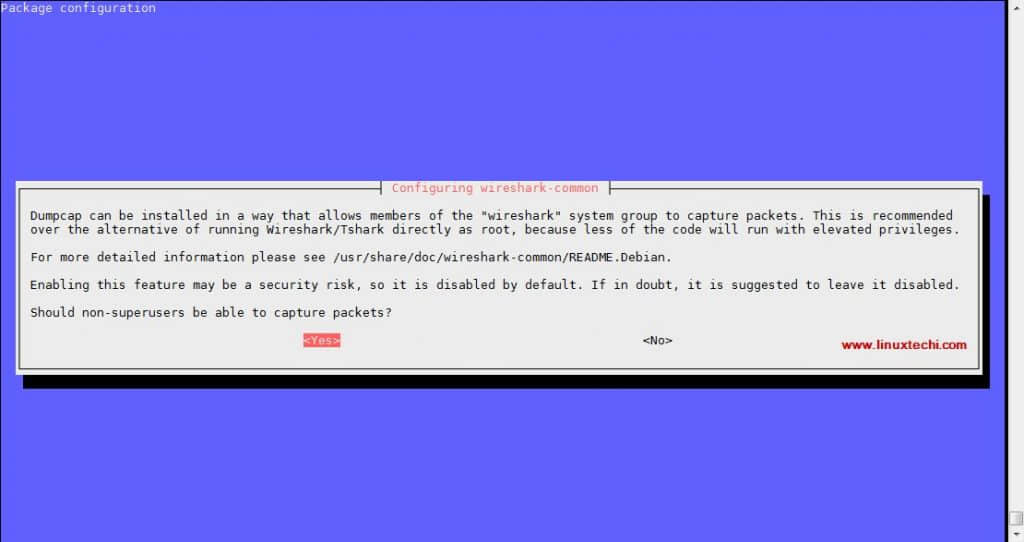 Package configuration
Configuring wireshark-common
Dumpcap can be installed in a way that allows members of the "wireshark" system group to capture packets. This is recommended
over the alternative of running Wireshark/Tshark directly as root, because less of the code will run with elevated privileges.
For more detailed information please see /usr/share/doc/wireshark-common/README.Debian.
Enabling this feature may be a security risk, so it is disabled by default. If in doubt, it is suggested to leave it disabled.
Should non-superusers be able to capture packets?
<Yes> <No>
www.linuxtechi.com